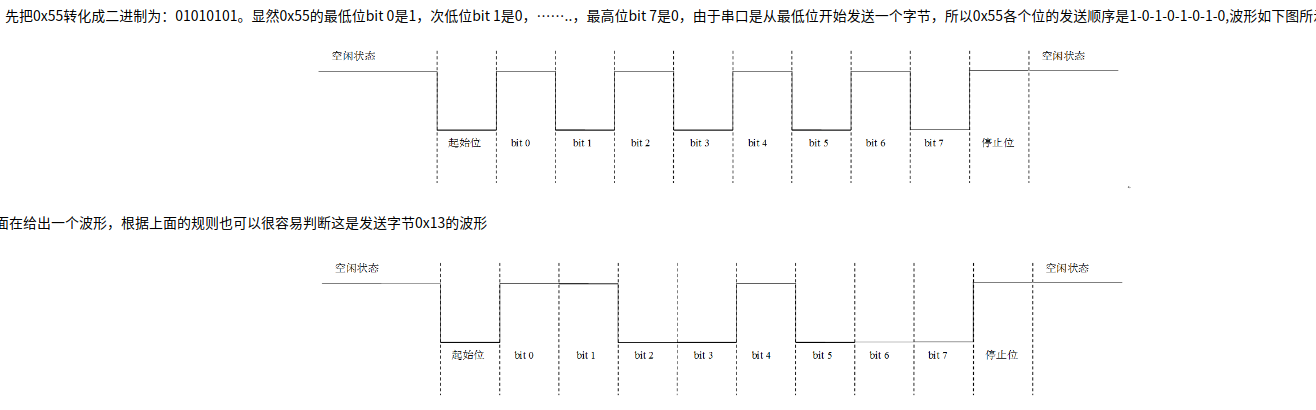 先把0x55转化成二进制为：01010101。显然0x55的最低位bit 0是1，次低位bit 1是0，……..，最高位bit 7是0，由于串口是从最低位开始发送一个字节，所以0x55各个位的发送顺序是1-0-1-0-1-0-1-0,波形如下图所
空闲状态 空闲状态
起始位 bit 0 bit 1 bit 2 bit 3 bit 4 bit 5 bit 6 bit 7 停止位
面在给出一个波形，根据上面的规则也可以很容易判断这是发送字节0x13的波形
空闲状态 空闲状态
起始位 bit 0 bit 1 bit 2 bit 3 bit 4 bit 5 bit 6 bit 7 停止位